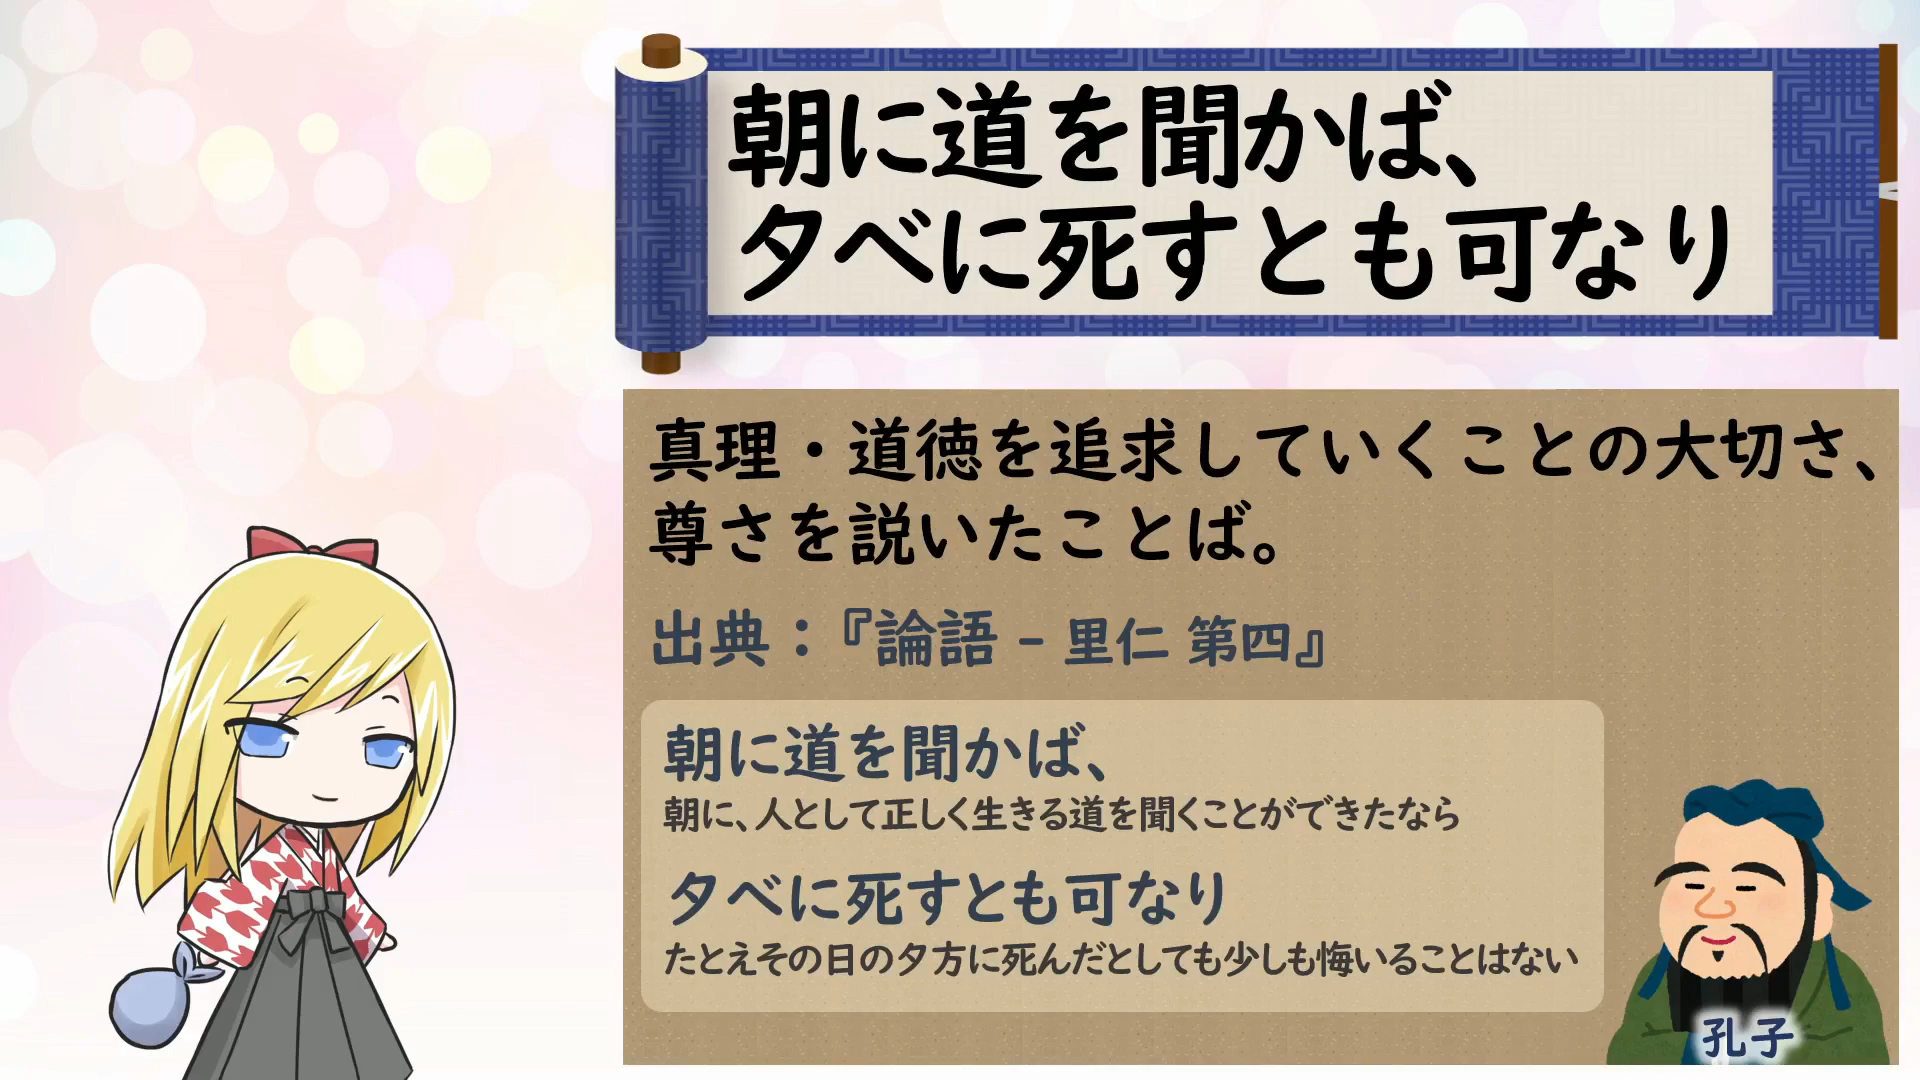 朝に道を聞かば、
夕べに死すとも可なり
真理・道徳を追求していくことの大切さ、
尊さを説いたことば。
出典：『論語 - 里仁 第四』
朝に道を聞かば、
朝に、人として正しく生きる道を聞くことができたなら
夕べに死すとも可なり
たとえその日の夕方に死んだとしても少しも悔いることはない
孔子